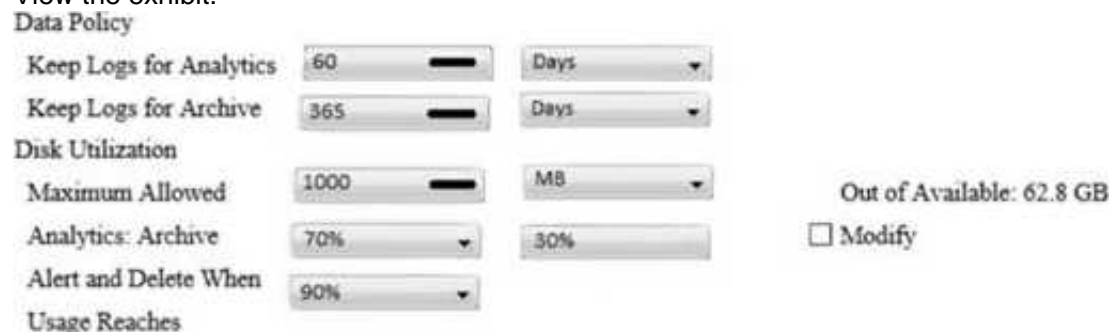 View the exhibit.
Data Policy
Keep Logs for Analytics 60 Days
Keep Logs for Archive 365 Days
Disk Utilization
Maximum Allowed 1000 MB Out of Available: 62.8 GB
Analytics: Archive 70% 30% Modify
Alert and Delete When 90%
Usage Reaches